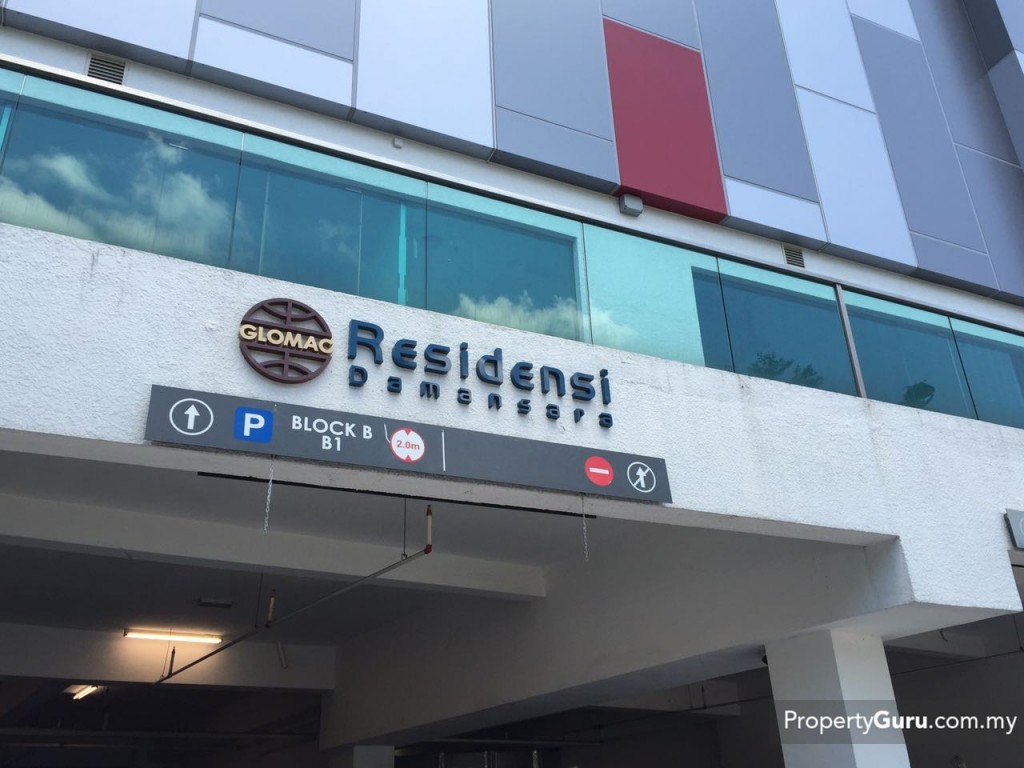 GLOMAC
Residensi
Damansara
P
BLOCK B
B1
2.0m
PropertyGuru.com.my